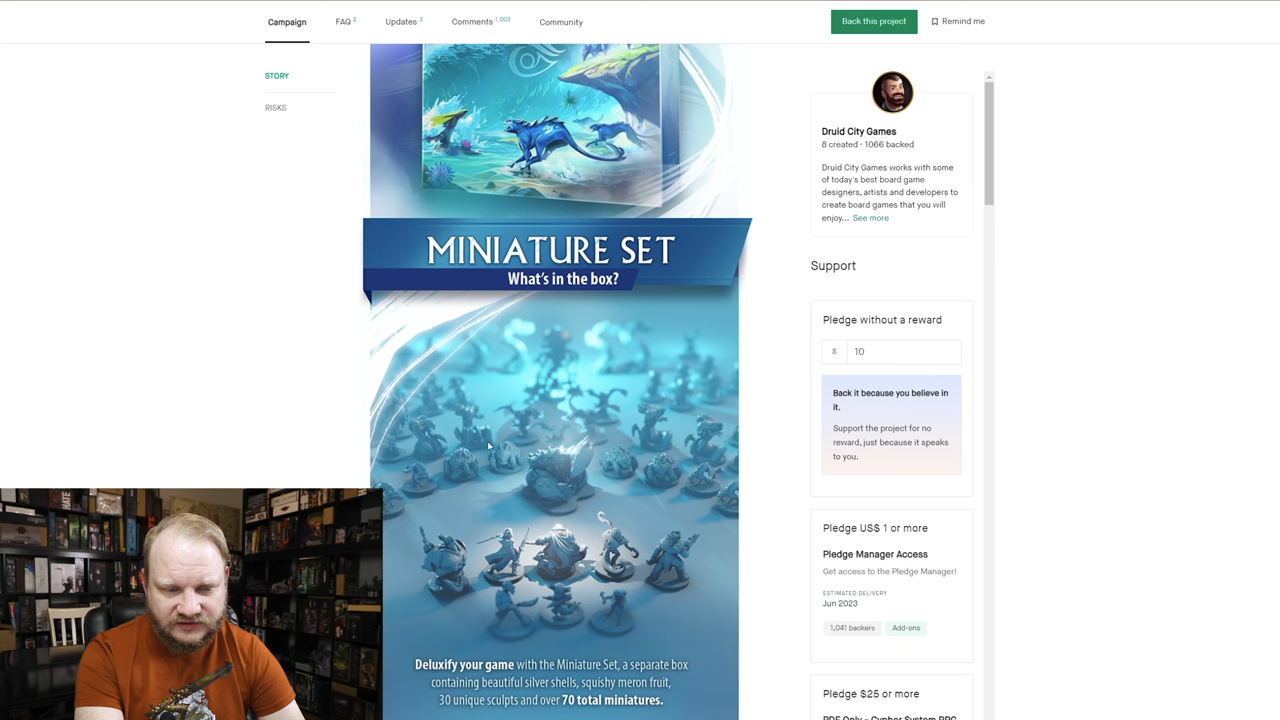 Campaign
FAQ 2
Updates 3
Comments 1,003
Community
Back this project
Remind me
STORY
RISKS
MINIATURE SET
What's in the box?
Deluxify your game with the Miniature Set, a separate box
containing beautiful silver shells, squishy meron fruit,
30 unique sculpts and over 70 total miniatures.
Druid City Games
8 created · 1066 backed
Druid City Games works with some
of today's best board game
designers, artists and developers to
create board games that you will
enjoy... See more
Support
Pledge without a reward
$ 10
Back it because you believe in
it.
Support the project for no
reward, just because it speaks
to you.
Pledge US$ 1 or more
Pledge Manager Access
Get access to the Pledge Manager!
ESTIMATED DELIVERY
Jun 2023
1,041 backers
Add-ons
Pledge $25 or more
PDF Only - Cypher System RPG